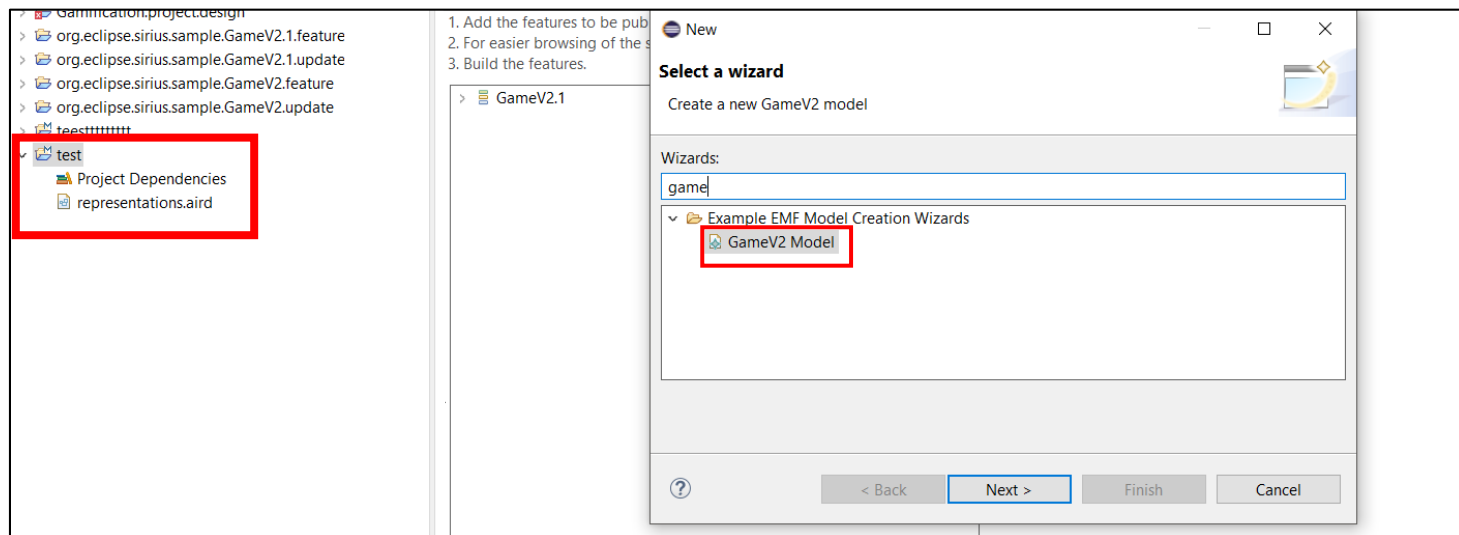 Gamification.project.design
org.eclipse.sirius.sample.GameV2.1.feature
org.eclipse.sirius.sample.GameV2.1.update
org.eclipse.sirius.sample.GameV2.feature
org.eclipse.sirius.sample.GameV2.update
teesttttttttt
test
Project Dependencies
representations.aird
1. Add the features to be pub
2. For easier browsing of the s
3. Build the features.
GameV2.1
New
Select a wizard
Create a new GameV2 model
Wizards:
game
Example EMF Model Creation Wizards
GameV2 Model
?
< Back Next > Finish Cancel